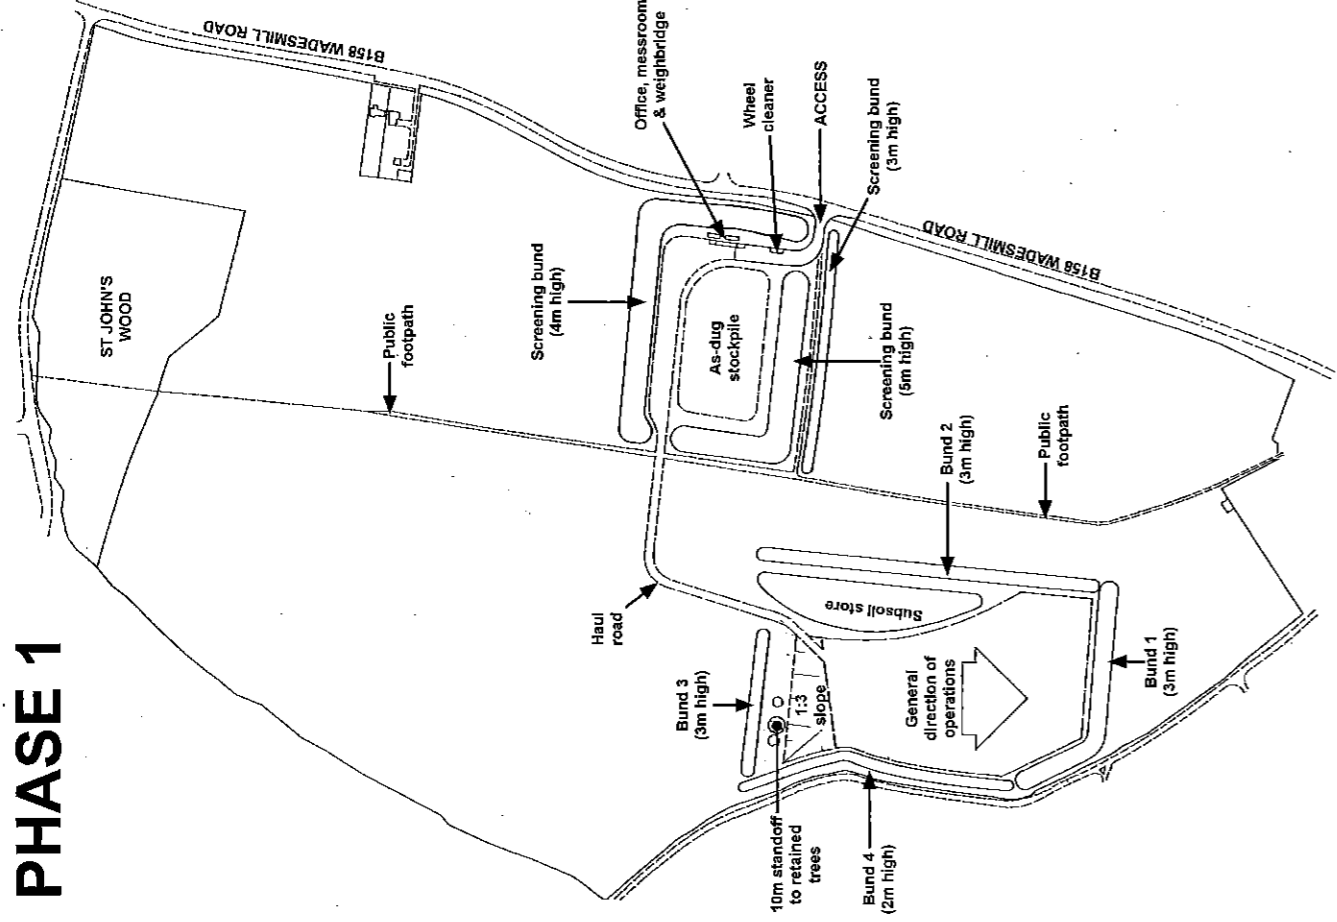 PHASE 1
B158 WADESMILL ROAD
Office, messroom
& weighbridge
Wheel
cleaner
ACCESS
Screening bund
(3m high)
B158 WADESMILL ROAD
ST JOHN'S
WOOD
Public
footpath
Screening bund
(4m high)
As-dug
stockpile
Screening bund
(5m high)
Bund 2
(3m high)
Public
footpath
Haul
road
Subsoil store
Bund 3
(3m high)
1:3
slope
General
direction of
operations
Bund 1
(3m high)
10m standoff
to retained
trees
Bund 4
(2m high)